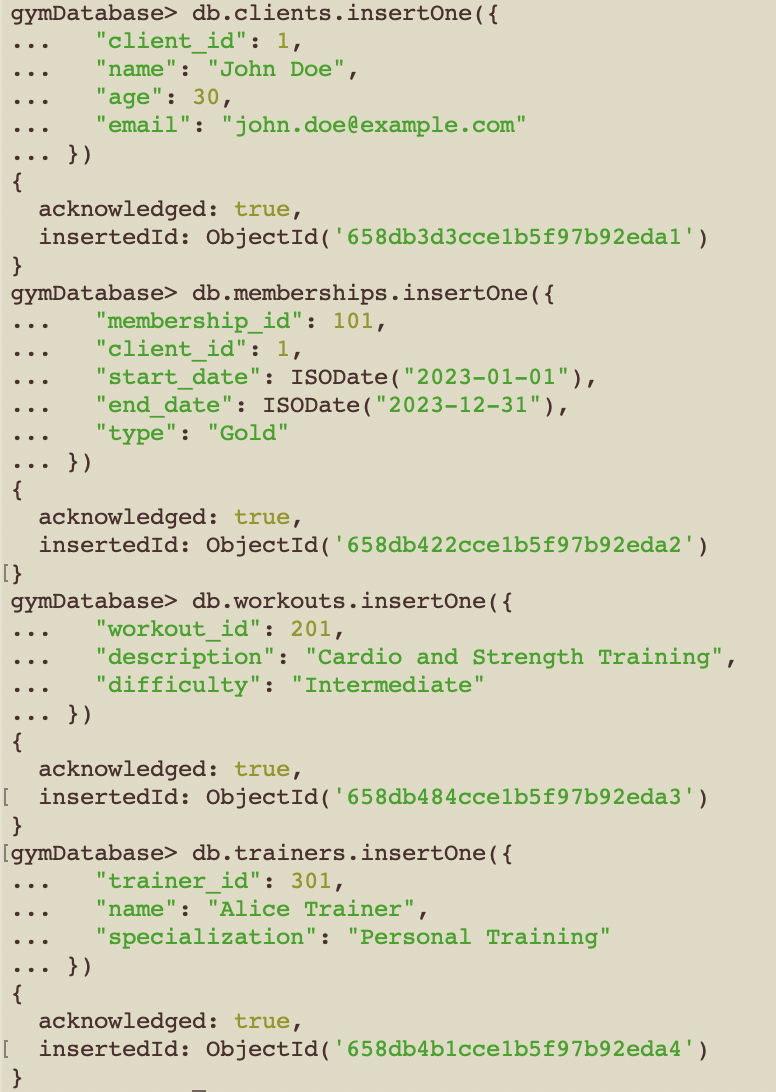 gymDatabase> db.clients.insertOne({
...   "client_id": 1,
...   "name": "John Doe",
...   "age": 30,
...   "email": "john.doe@example.com"
... })
{
  acknowledged: true,
  insertedId: ObjectId('658db3d3cce1b5f97b92eda1')
}
gymDatabase> db.memberships.insertOne({
...   "membership_id": 101,
...   "client_id": 1,
...   "start_date": ISODate("2023-01-01"),
...   "end_date": ISODate("2023-12-31"),
...   "type": "Gold"
... })
{
  acknowledged: true,
  insertedId: ObjectId('658db422cce1b5f97b92eda2')
[}
gymDatabase> db.workouts.insertOne({
...   "workout_id": 201,
...   "description": "Cardio and Strength Training",
...   "difficulty": "Intermediate"
... })
{
  acknowledged: true,
[ insertedId: ObjectId('658db484cce1b5f97b92eda3')
}
[gymDatabase> db.trainers.insertOne({
...   "trainer_id": 301,
...   "name": "Alice Trainer",
...   "specialization": "Personal Training"
... })
{
  acknowledged: true,
[ insertedId: ObjectId('658db4b1cce1b5f97b92eda4')
}